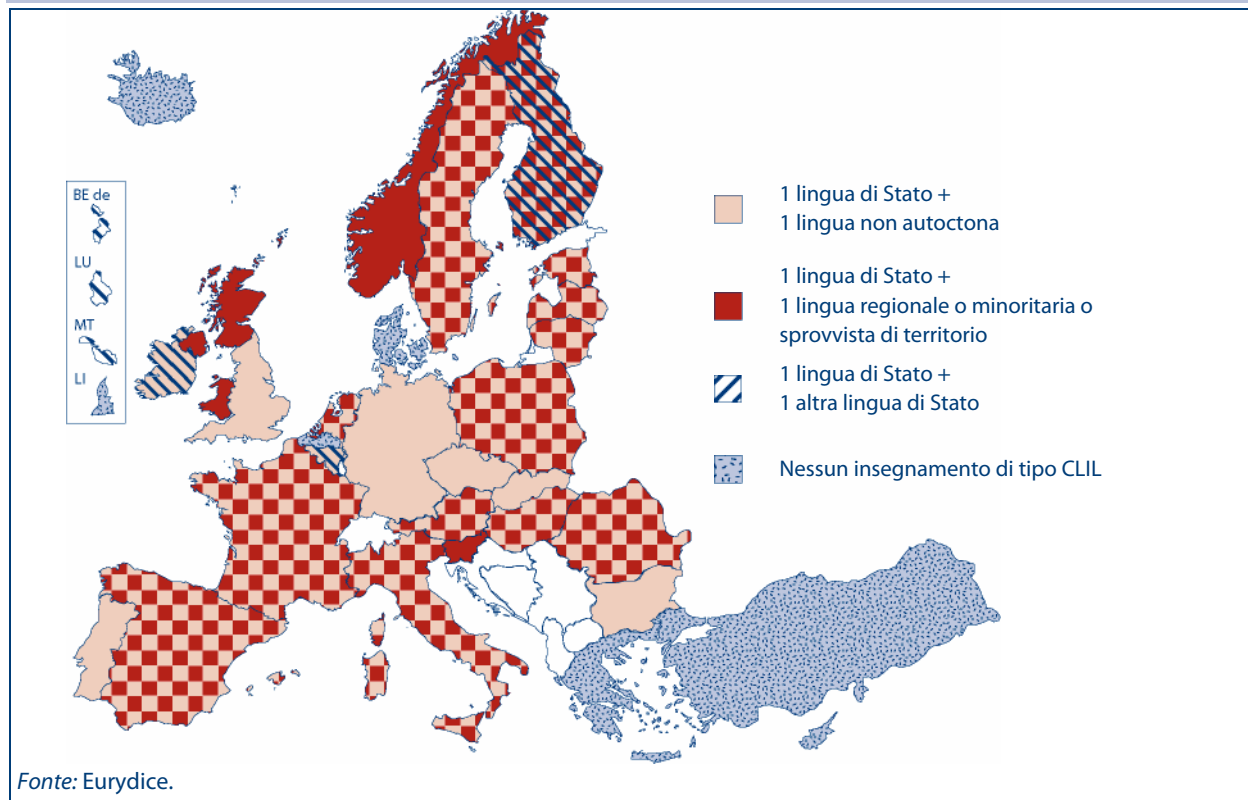 BE de
LU
MT
LI
1 lingua di Stato +
1 lingua non autoctona
1 lingua di Stato +
1 lingua regionale o minoritaria o
sprovvista di territorio
1 lingua di Stato +
1 altra lingua di Stato
Nessun insegnamento di tipo CLIL
Fonte: Eurydice.